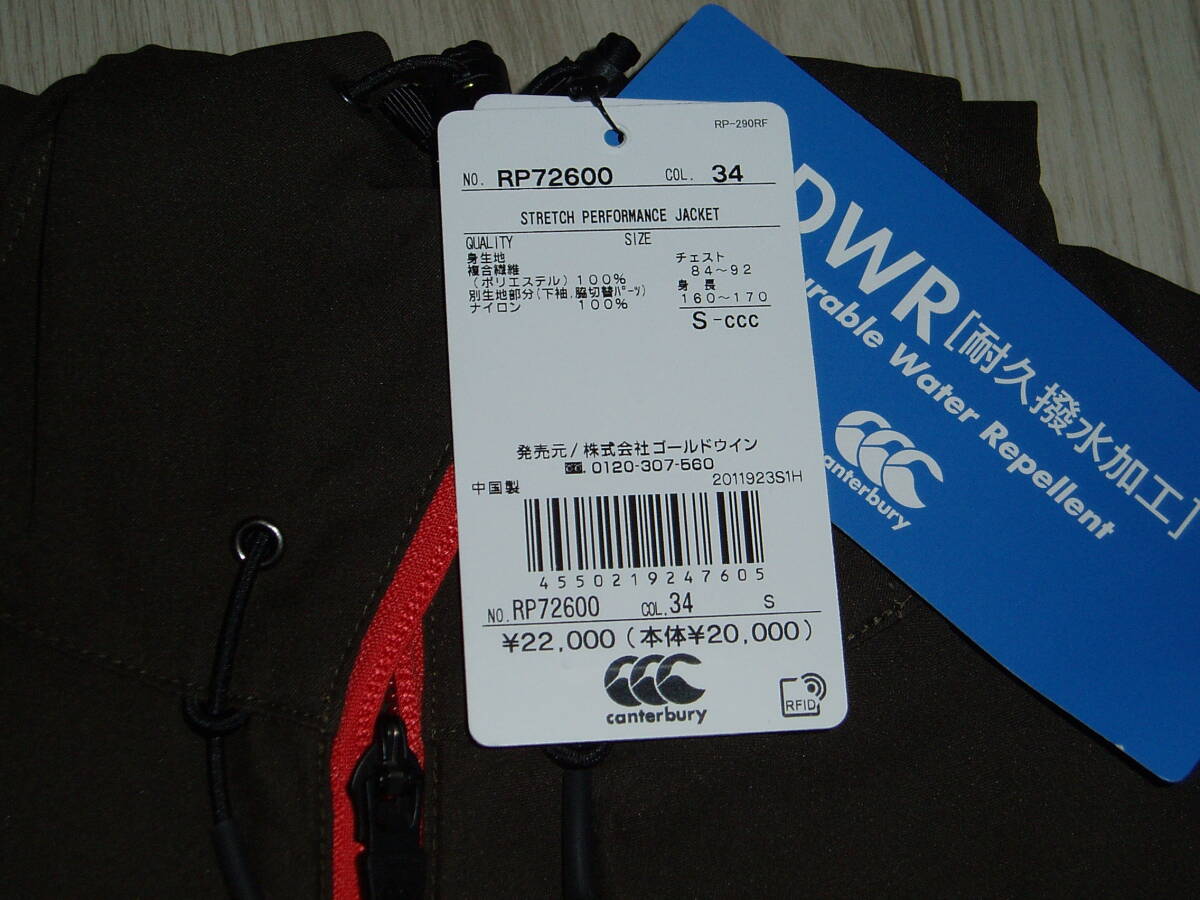 RP-290RF
NO. RP72600 COL. 34
STRETCH PERFORMANCE JACKET
QUALITY SIZE
身生地
複合繊維
(ポリエステル)100%
別生地部分(下袖,脇切替パーツ)
ナイロン 100%
チェスト
84~92
身 長
160~170
S-CCC
発売元/株式会社ゴールドウイン
0120-307-560
中国製 2011923S1H
4550219247605
NO.RP72600 COL.34 S
¥22,000(本体¥20,000)
canterbury
RFID
DWR[耐久撥水加工]
urable Water Repellent
canterbury